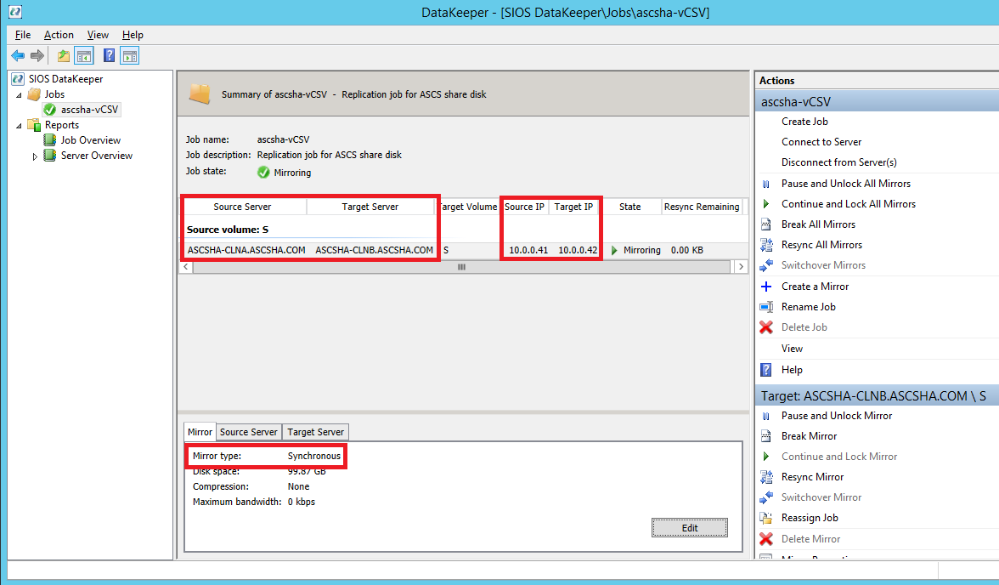 DataKeeper - [SIOS DataKeeper\Jobs\ascsha-vCSV]
File Action View Help
SIOS DataKeeper
Jobs
ascsha-vCSV
Reports
Job Overview
Server Overview
Summary of ascsha-vCSV - Replication job for ASCS share disk
Job name: ascsha-vCSV
Job description: Replication job for ASCS share disk
Job state: Mirroring
Source Server Target Server Target Volume Source IP Target IP State Resync Remaining
Source volume: S
ASCSHA-CLNA.ASCSHA.COM ASCSHA-CLNB.ASCSHA.COM S 10.0.0.41 10.0.0.42 Mirroring 0.00 KB
Mirror Source Server Target Server
Mirror type: Synchronous
Disk space: 99.87 GB
Compression: None
Maximum bandwidth: 0 kbps
Edit
Actions
ascsha-vCSV
Create Job
Connect to Server
Disconnect from Server(s)
Pause and Unlock All Mirrors
Continue and Lock All Mirrors
Break All Mirrors
Resync All Mirrors
Switchover Mirrors
Create a Mirror
Rename Job
Delete Job
View
Help
Target: ASCSHA-CLNB.ASCSHA.COM \ S
Pause and Unlock Mirror
Break Mirror
Continue and Lock Mirror
Resync Mirror
Switchover Mirror
Reassign Job
Delete Mirror